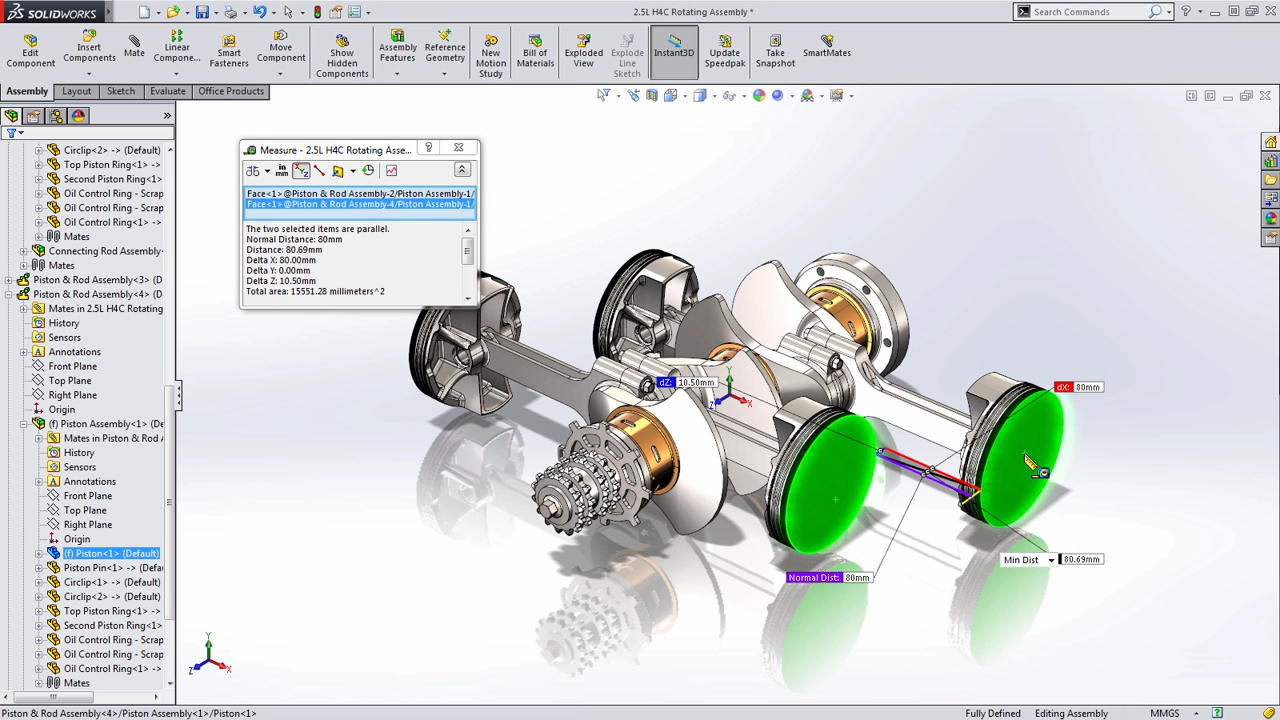 SOLIDWORKS
2.5L H4C Rotating Assembly *
Search Commands
Edit Component
Insert Components
Mate
Linear Compone...
Smart Fasteners
Move Component
Show Hidden Components
Assembly Features
Reference Geometry
New Motion Study
Bill of Materials
Exploded View
Explode Line Sketch
Instant3D
Update Speedpak
Take Snapshot
SmartMates
Assembly
Layout
Sketch
Evaluate
Office Products
Circlip<2> -> (Default)
Top Piston Ring<1> ->
Second Piston Ring<1>
Oil Control Ring - Scrap
Oil Control Ring - Scrap
Oil Control Ring<1> ->
Mates
Connecting Rod Assembly
Mates
Piston & Rod Assembly<3> (D
Piston & Rod Assembly<4> (D
Mates in 2.5L H4C Rotating
History
Sensors
Annotations
Front Plane
Top Plane
Right Plane
Origin
(f) Piston Assembly<1> (De
Mates in Piston & Rod A
History
Sensors
Annotations
Front Plane
Top Plane
Right Plane
Origin
(f) Piston<1> (Default)
Piston Pin<1> (Default)
Circlip<1> (Default)
Circlip<2> -> (Default)
Top Piston Ring<1> ->
Second Piston Ring<1>
Oil Control Ring - Scrap
Oil Control Ring - Scrap
Oil Control Ring<1> ->
Mates
Measure - 2.5L H4C Rotating Asse...
in
mm
Face<1> @Piston & Rod Assembly-2/Piston Assembly-1/
Face<1> @Piston & Rod Assembly-4/Piston Assembly-1/
The two selected items are parallel.
Normal Distance: 80mm
Distance: 80.69mm
Delta X: 80.00mm
Delta Y: 0.00mm
Delta Z: 10.50mm
Total area: 15551.28 millimeters^2
dZ: 10.50mm
dX: 80mm
Y
X
Z
Min Dist 80.69mm
Normal Dist: 80mm
Y
X
Z
Piston & Rod Assembly<4>/Piston Assembly<1>/Piston<1>
Fully Defined
Editing Assembly
MMGS